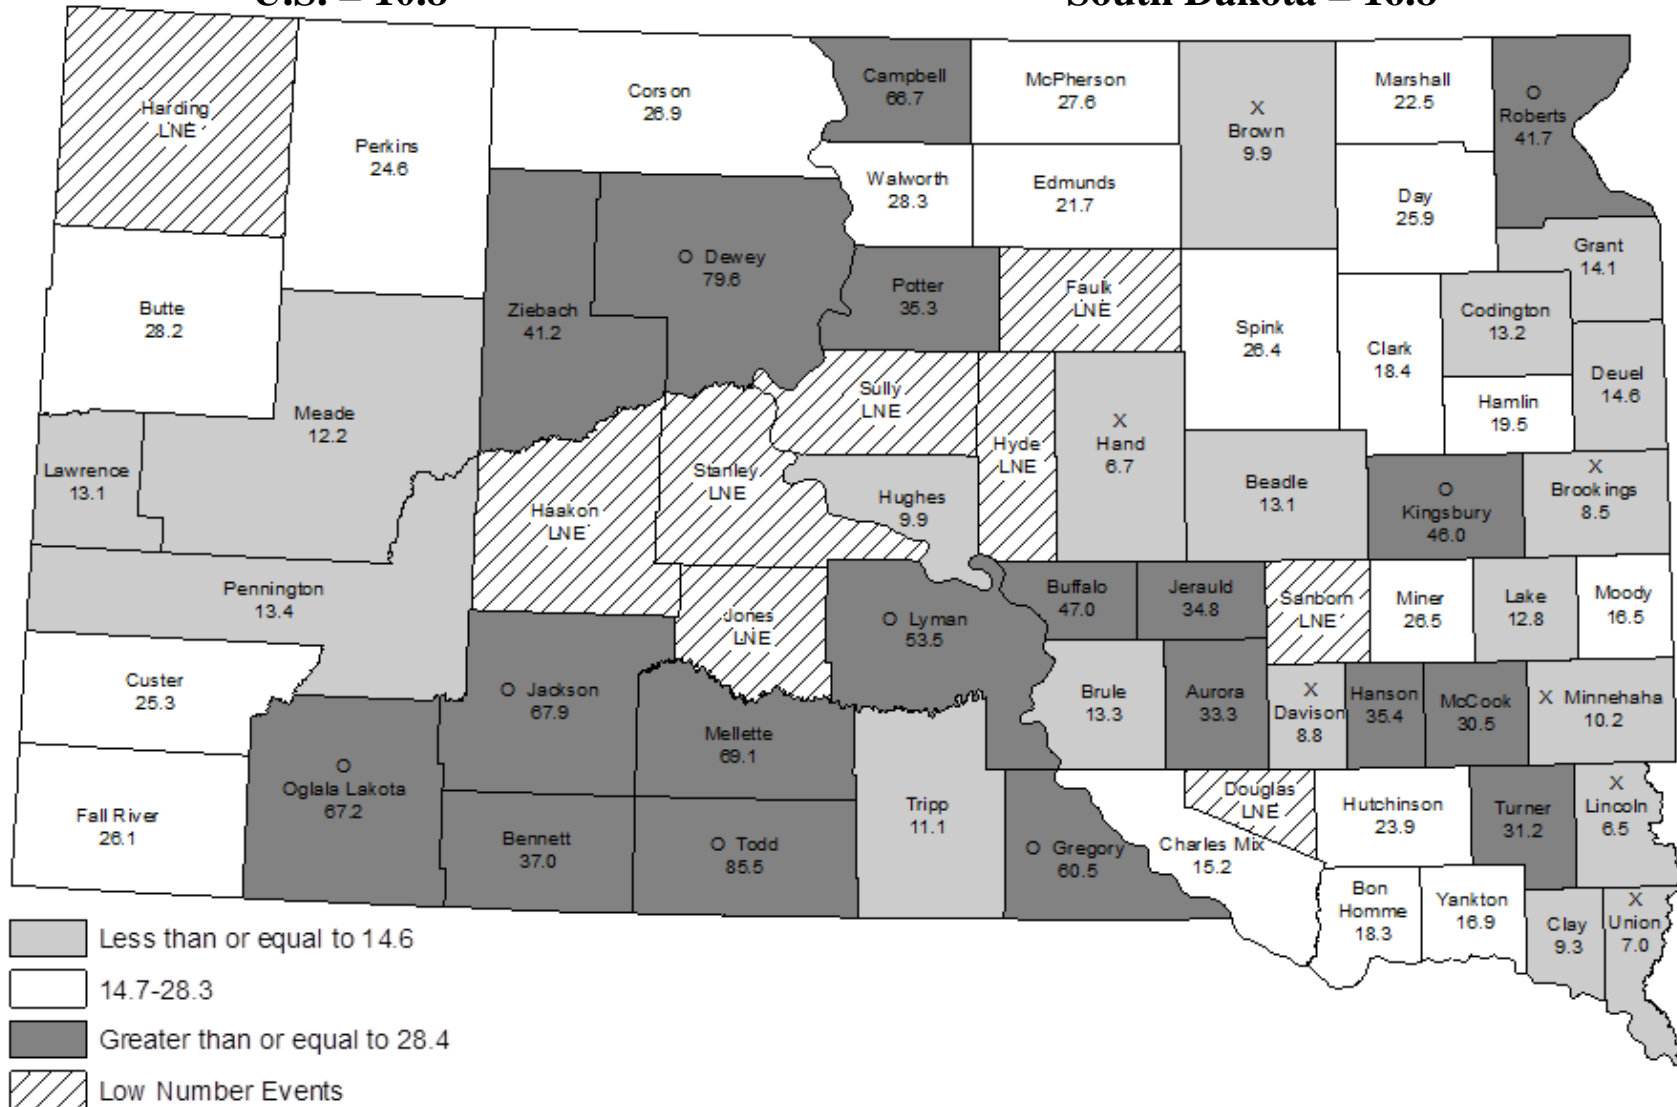 U.S. = 10.8
South Dakota = 16.8
Harding
LNE
Perkins
24.6
Corson
26.9
Campbell
66.7
McPherson
27.6
X
Brown
9.9
Marshall
22.5
O
Roberts
41.7
Walworth
28.3
Edmunds
21.7
Day
25.9
Grant
14.1
Butte
28.2
Ziebach
41.2
O Dewey
79.6
Potter
35.3
Faulk
LNE
Spink
26.4
Clark
18.4
Codington
13.2
Deuel
14.6
Hamlin
19.5
Meade
12.2
Lawrence
13.1
Sully
LNE
Hyde
LNE
X
Hand
6.7
Beadle
13.1
O
Kingsbury
46.0
X
Brookings
8.5
Haakon
LNE
Stanley
LNE
Hughes
9.9
Pennington
13.4
Jones
LNE
O Lyman
53.5
Buffalo
47.0
Jerauld
34.8
Sanborn
LNE
Miner
26.5
Lake
12.8
Moody
16.5
Custer
25.3
O Jackson
67.9
Mellette
69.1
Brule
13.3
Aurora
33.3
X
Davison
8.8
Hanson
35.4
McCook
30.5
X Minnehaha
10.2
Fall River
26.1
O
Oglala Lakota
67.2
Bennett
37.0
O Todd
85.5
Tripp
11.1
O Gregory
60.5
Charles Mix
15.2
Douglas
LNE
Hutchinson
23.9
Turner
31.2
X
Lincoln
6.5
Bon
Homme
18.3
Yankton
16.9
Clay
9.3
X
Union
7.0
Less than or equal to 14.6
14.7-28.3
Greater than or equal to 28.4
Low Number Events